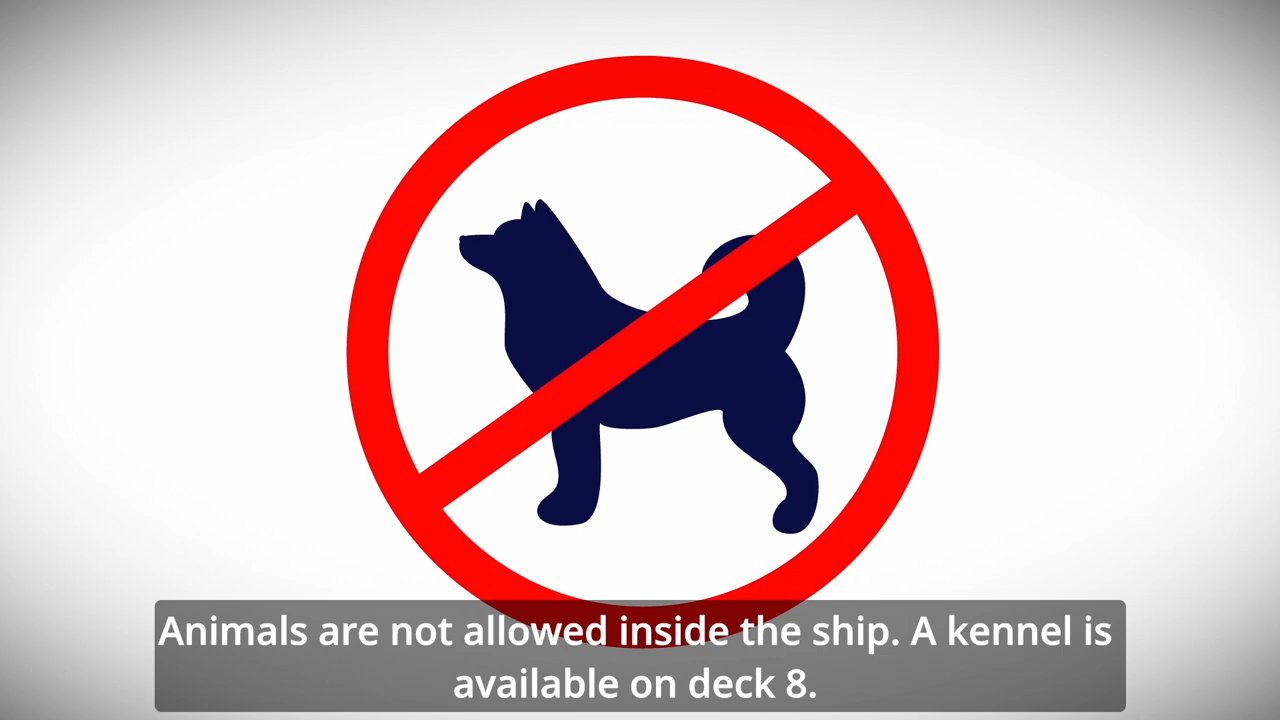 Animals are not allowed inside the ship. A kennel is
available on deck 8.